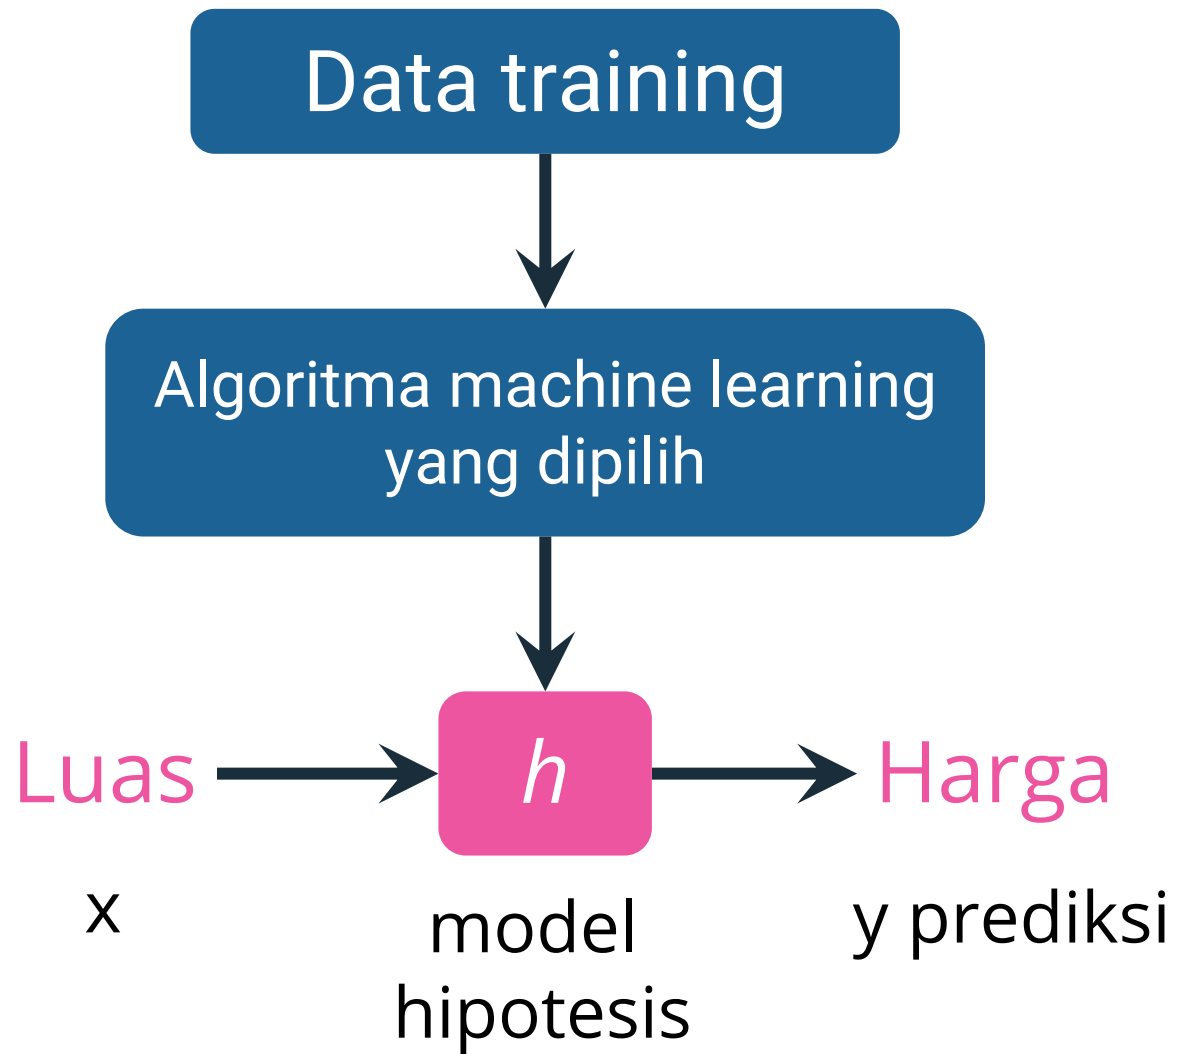 Data training
Algoritma machine learning
yang dipilih
Luas
h
Harga
x
model
hipotesis
y prediksi